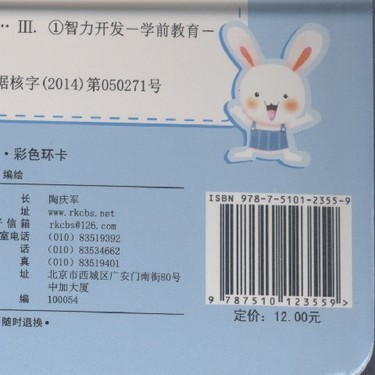 ·· Ⅲ. ①智力开发－学前教育－
据核字(2014)第050271号
·彩色环卡
编绘
长 陶庆军
址 www.rkcbs.net
子信箱 rkcbs@126.com
室电话 (010) 83519392
话 (010) 83534662
真 (010) 83519401
址 北京市西城区广安门南街80号
中加大厦
编 100054
随时退换·
ISBN 978-7-5101-2355-9
9 787510 123559 >
定价：12.00元